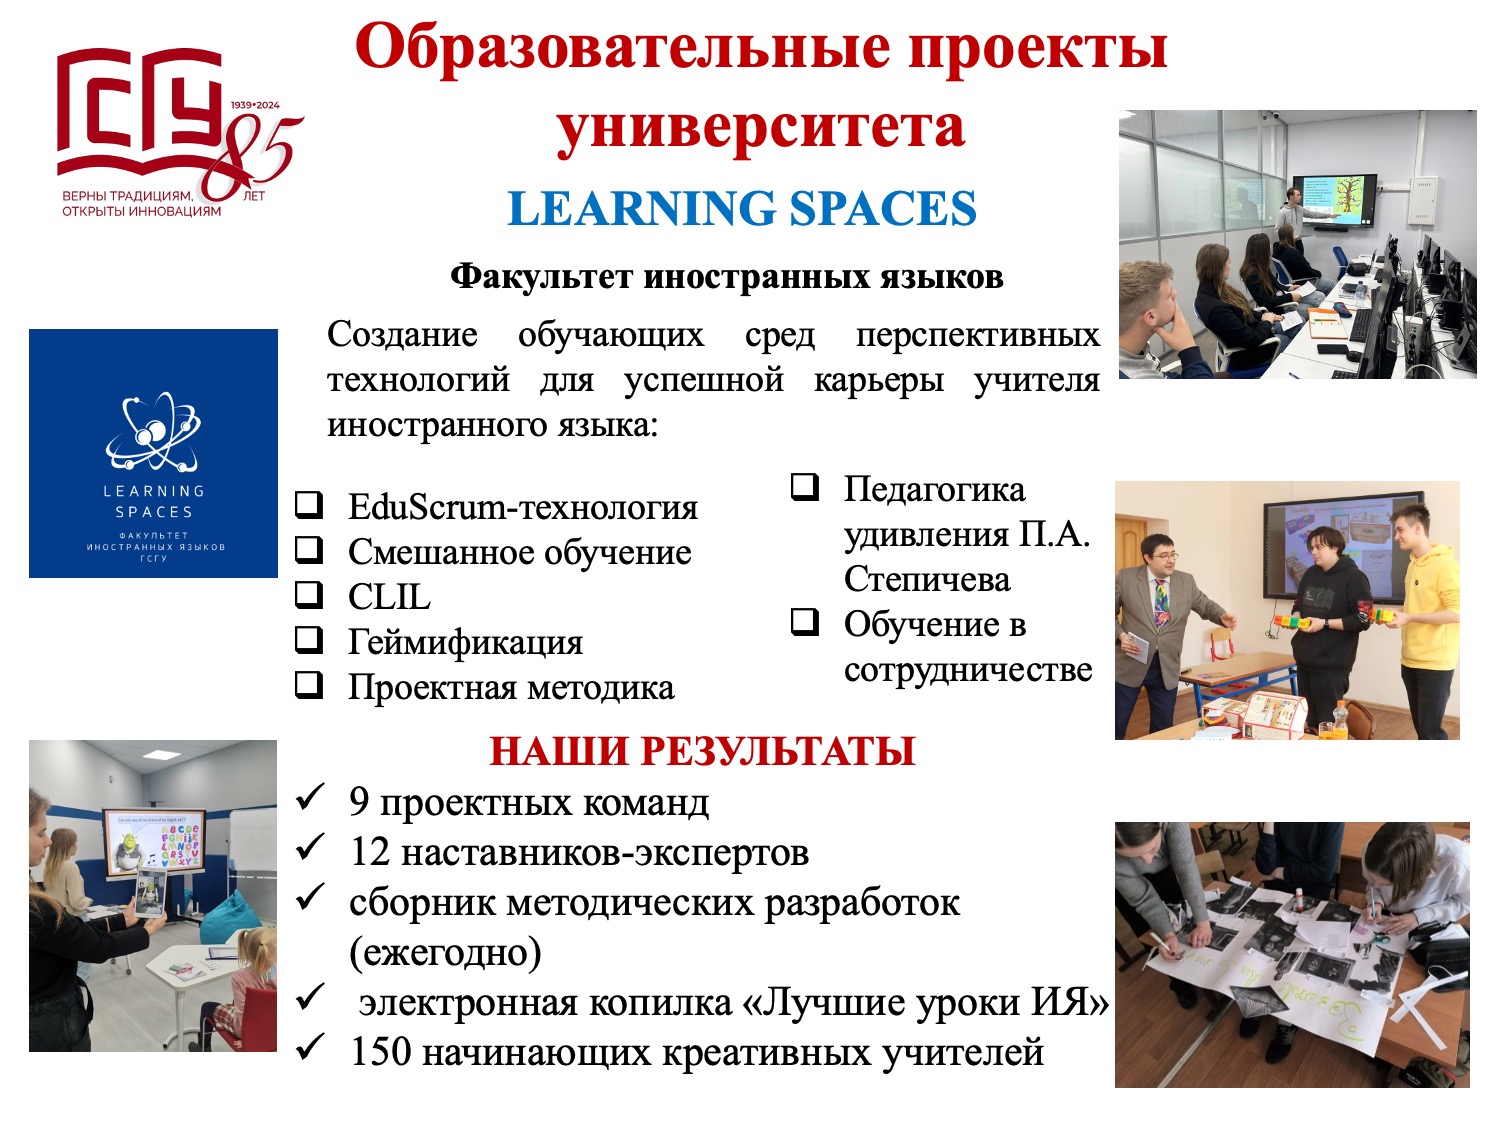 Образовательные проекты
университета
ГСГУ
1939•2024
85
ВЕРНЫ ТРАДИЦИЯМ,
ЛЕТ
ОТКРЫТЫ ИННОВАЦИЯМ
LEARNING SPACES
Факультет иностранных языков
Создание обучающих сред перспективных
технологий для успешной карьеры учителя
иностранного языка:
LEARNING
SPACES
ФАКУЛЬТЕТ
ИНОСТРАННЫХ ЯЗЫКОВ
ГСГУ
EduScrum-технология
Смешанное обучение
CLIL
Геймификация
Проектная методика
Педагогика
удивления П.А.
Степичева
Обучение в
сотрудничестве
НАШИ РЕЗУЛЬТАТЫ
9 проектных команд
12 наставников-экспертов
сборник методических разработок
(ежегодно)
электронная копилка «Лучшие уроки ИЯ»
150 начинающих креативных учителей